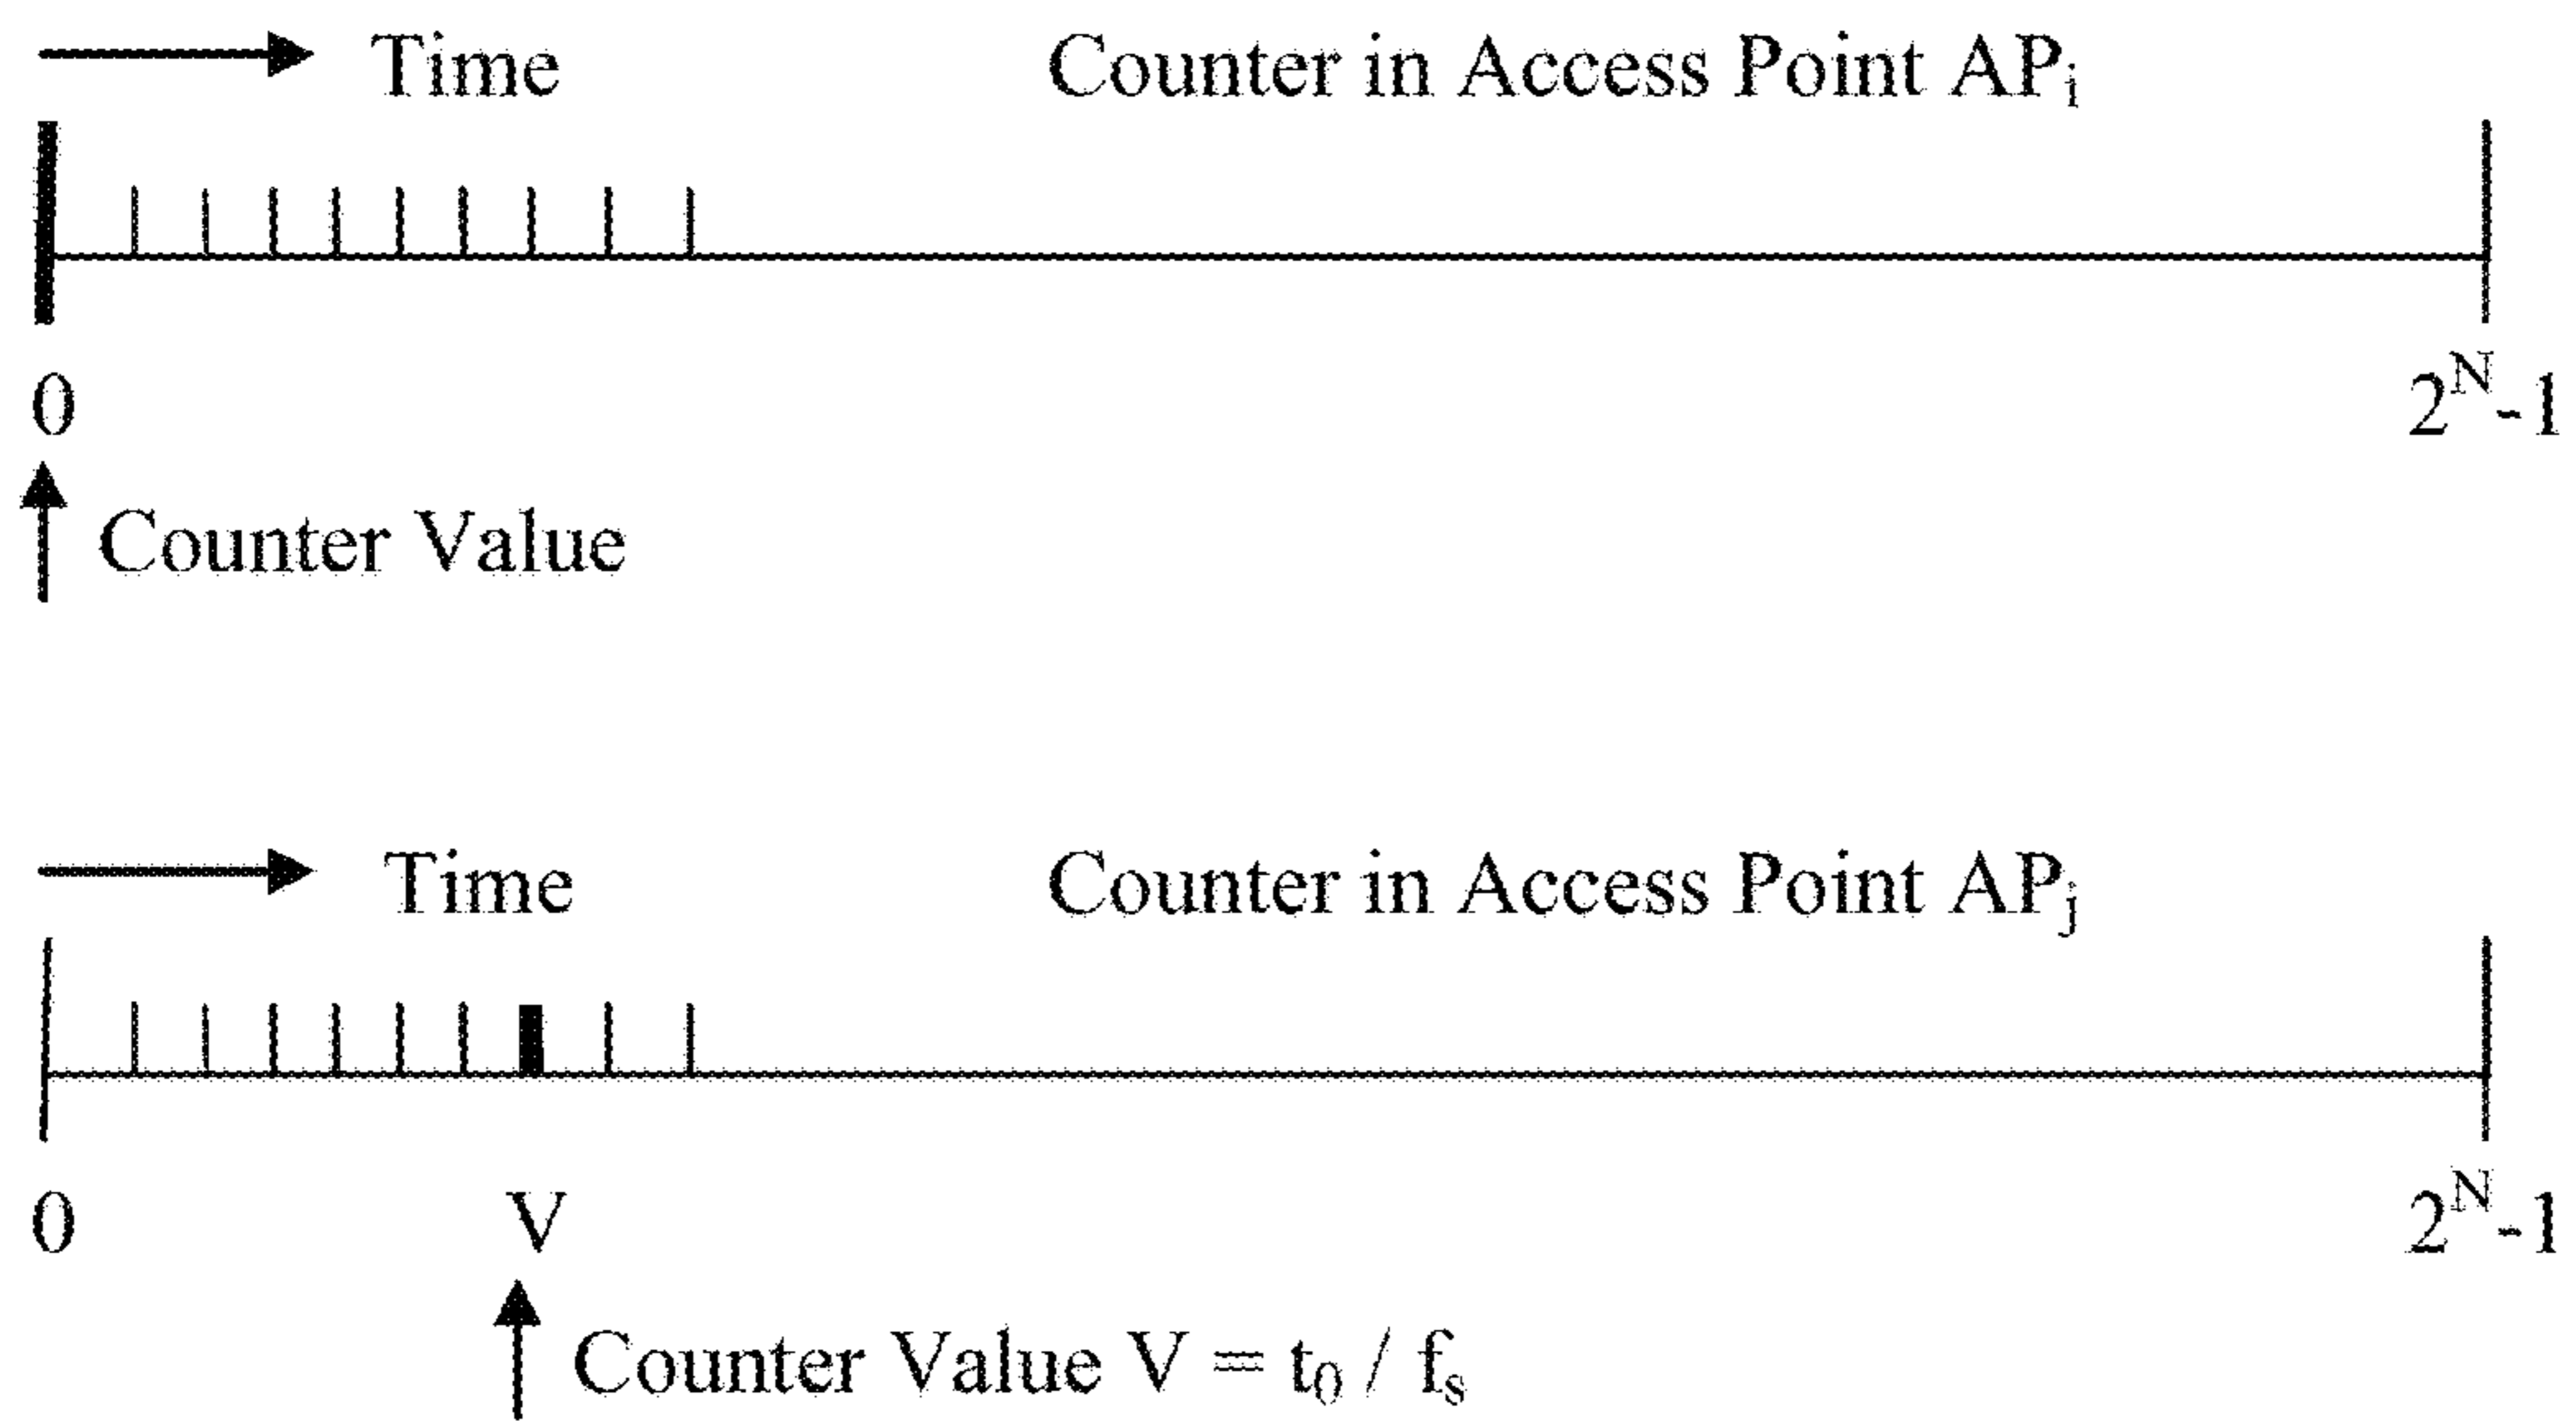 Time
Counter in Access Point APᵢ
0
2ᴺ-1
Counter Value
Time
Counter in Access Point APⱼ
0
V
2ᴺ-1
Counter Value V = t₀ / fₛ